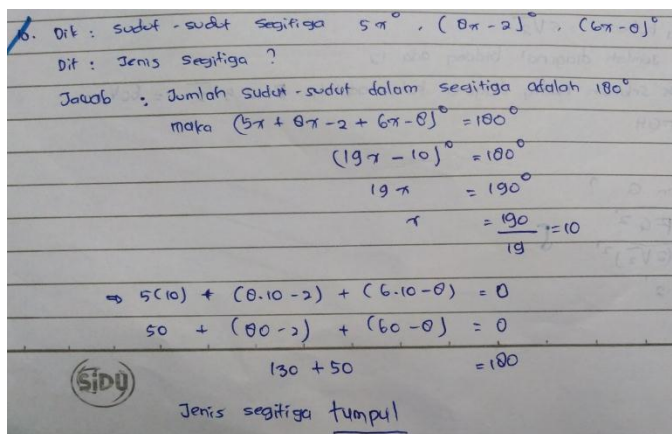 6. Dik : sudut-sudut segitiga 5x°, (8x-2)°, (6x-8)°
Dit : Jenis Segitiga ?
Jawab : Jumlah sudut-sudut dalam segitiga adalah 180°
maka (5x + 8x - 2 + 6x - 8)° = 180°
(19x - 10)° = 180°
19x = 190°
x = 190/19 = 10
⇒ 5(10) + (8.10-2) + (6.10-8) = 0
50 + (80-2) + (60-8) = 0
130 + 50 = 180
SiDU
Jenis segitiga tumpul